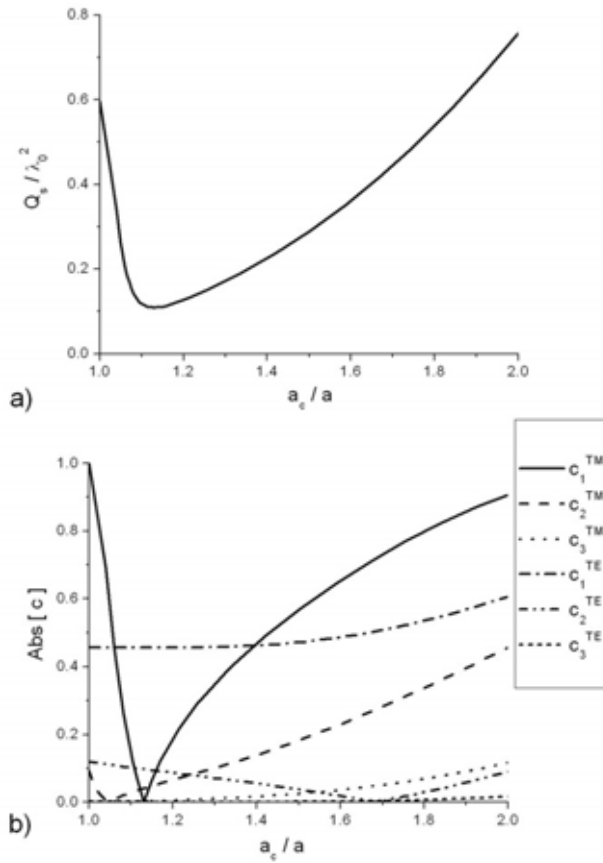 0.8
0.6
Q_s / λ_0^2
0.4
0.2
0.0
1.0 1.2 1.4 1.6 1.8 2.0
a_c / a
a)
1.0
0.8
0.6
Abs [ c ]
0.4
0.2
0.0
1.0 1.2 1.4 1.6 1.8 2.0
a_c / a
b)
c_1^TM
c_2^TM
c_3^TM
c_1^TE
c_2^TE
c_3^TE